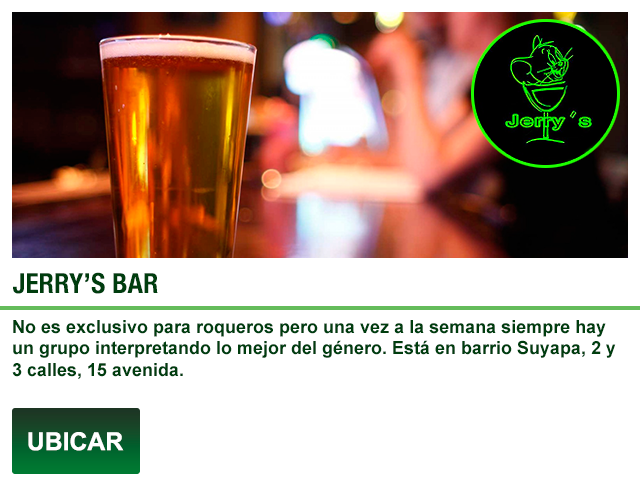 Jerry´s
JERRY’S BAR
No es exclusivo para roqueros pero una vez a la semana siempre hay
un grupo interpretando lo mejor del género. Está en barrio Suyapa, 2 y
3 calles, 15 avenida.
UBICAR